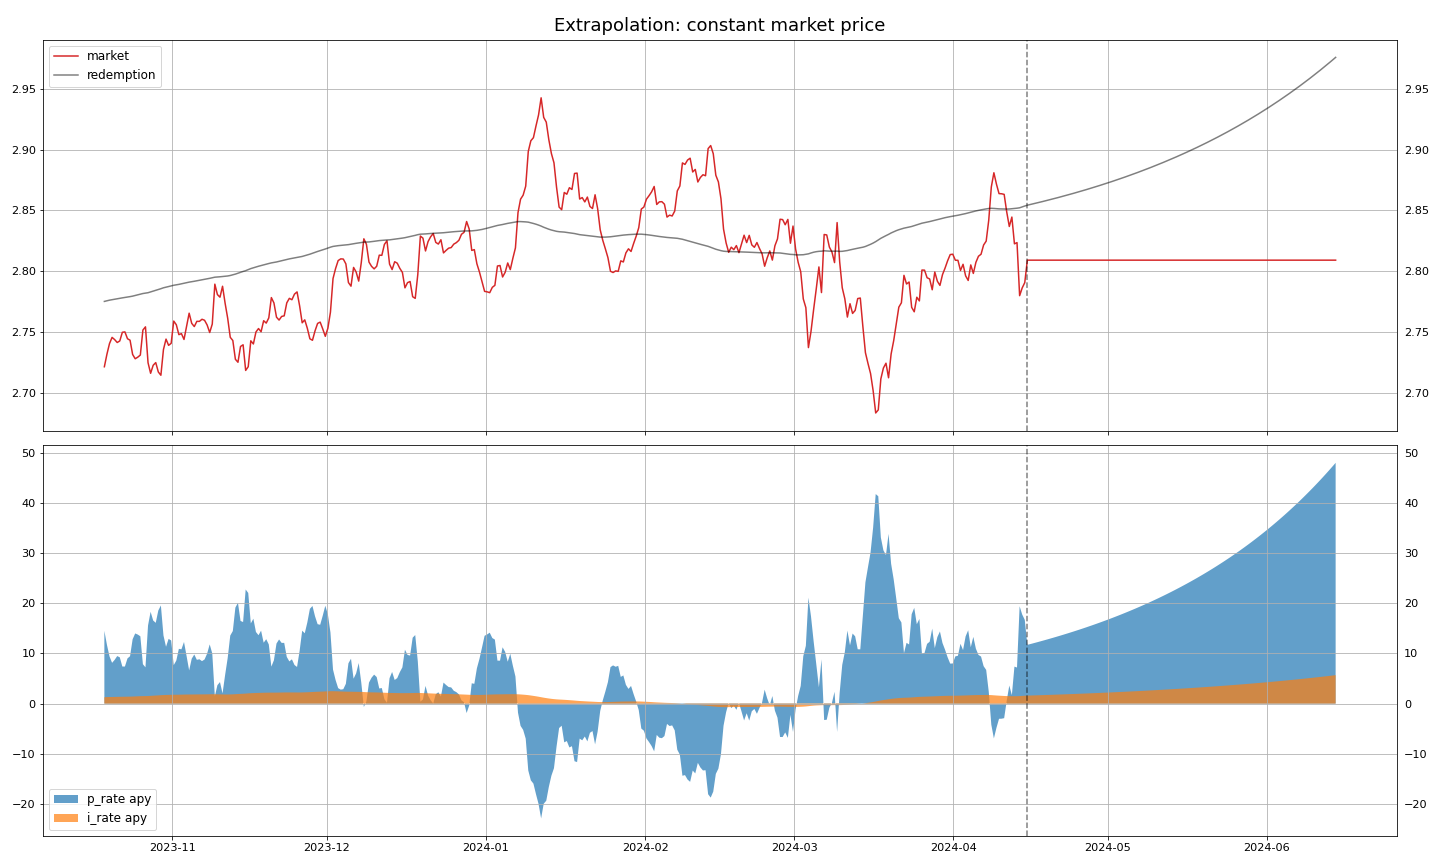 Extrapolation: constant market price
market
redemption
2.95 2.95
2.90 2.90
2.85 2.85
2.80 2.80
2.75 2.75
2.70 2.70
50 50
40 40
30 30
20 20
10 10
0 0
−10 −10
−20 −20
p_rate apy
i_rate apy
2023-11 2023-12 2024-01 2024-02 2024-03 2024-04 2024-05 2024-06